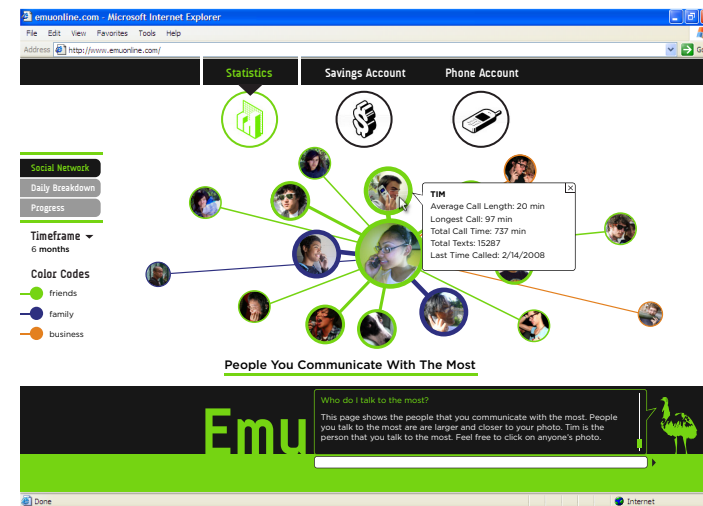 emuonline.com - Microsoft Internet Explorer
File Edit View Favorites Tools Help
Address http://www.emuonline.com/ Go
Statistics Savings Account Phone Account
Social Network
Daily Breakdown
Progress
Timeframe
6 months
Color Codes
friends
family
business
TIM
Average Call Length: 20 min
Longest Call: 97 min
Total Call Time: 737 min
Total Texts: 15287
Last Time Called: 2/14/2008
People You Communicate With The Most
Emu
Who do I talk to the most?
This page shows the people that you communicate with the most. People
you talk to the most are are larger and closer to your photo. Tim is the
person that you talk to the most. Feel free to click on anyone's photo.
Done Internet